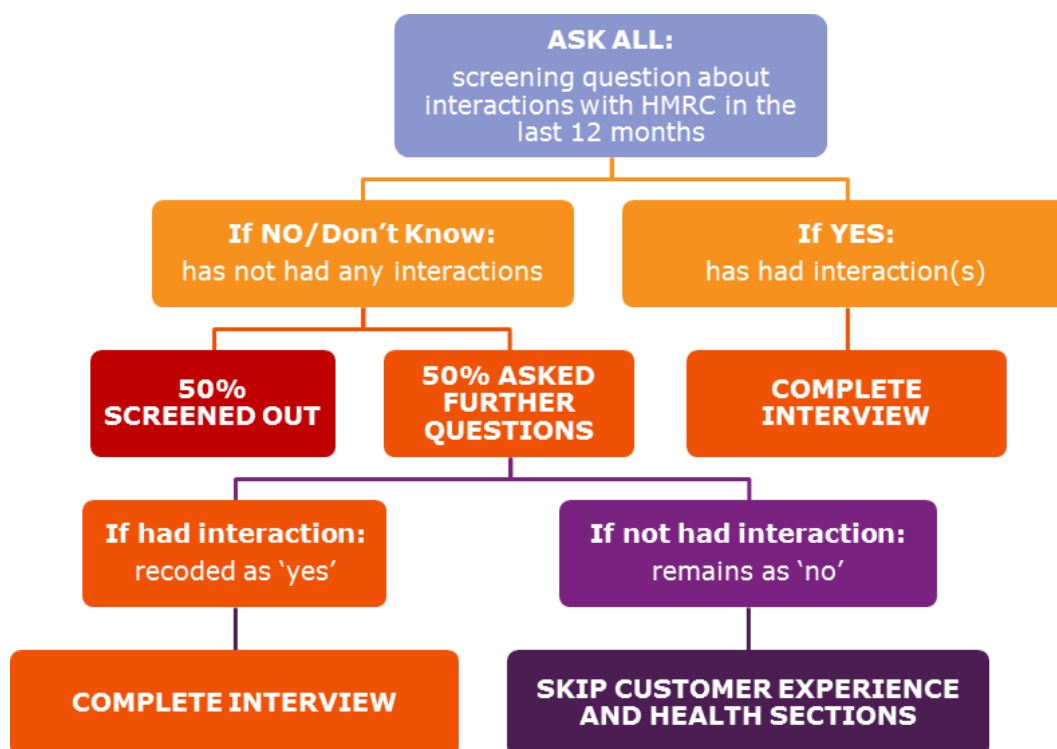 ASK ALL:
screening question about
interactions with HMRC in the
last 12 months
If NO/Don’t Know:
has not had any interactions
If YES:
has had interaction(s)
50%
SCREENED OUT
50% ASKED
FURTHER
QUESTIONS
COMPLETE
INTERVIEW
If had interaction:
recoded as ‘yes’
If not had interaction:
remains as ‘no’
COMPLETE INTERVIEW
SKIP CUSTOMER EXPERIENCE
AND HEALTH SECTIONS